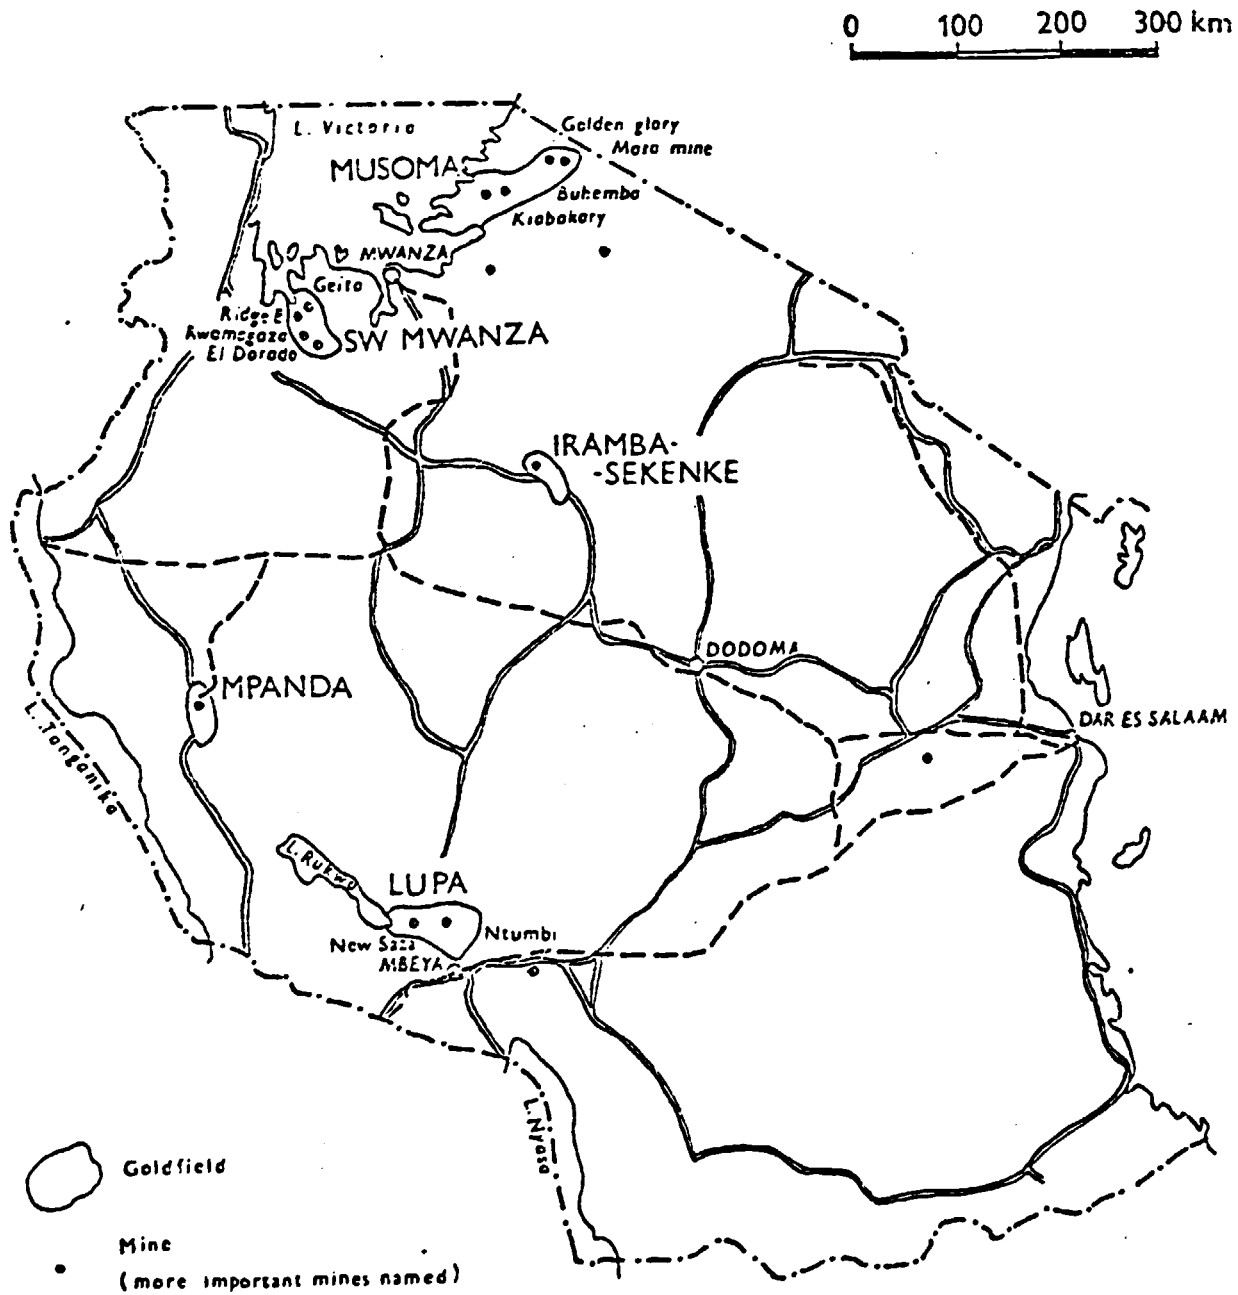 0 100 200 300 km
L. Victoria
Golden glory
Mara mine
MUSOMA
Buhemba
Kiabakary
MWANZA
Geita
Ridge E
Rwamagaza
El Dorado
SW MWANZA
IRAMBA-
-SEKENKE
DODOMA
MPANDA
DAR ES SALAAM
L. Tanganika
L. Rukwa
LUPA
New Saza
Ntumbi
MBEYA
L. Nyasa
Goldfield
Mine
(more important mines named)